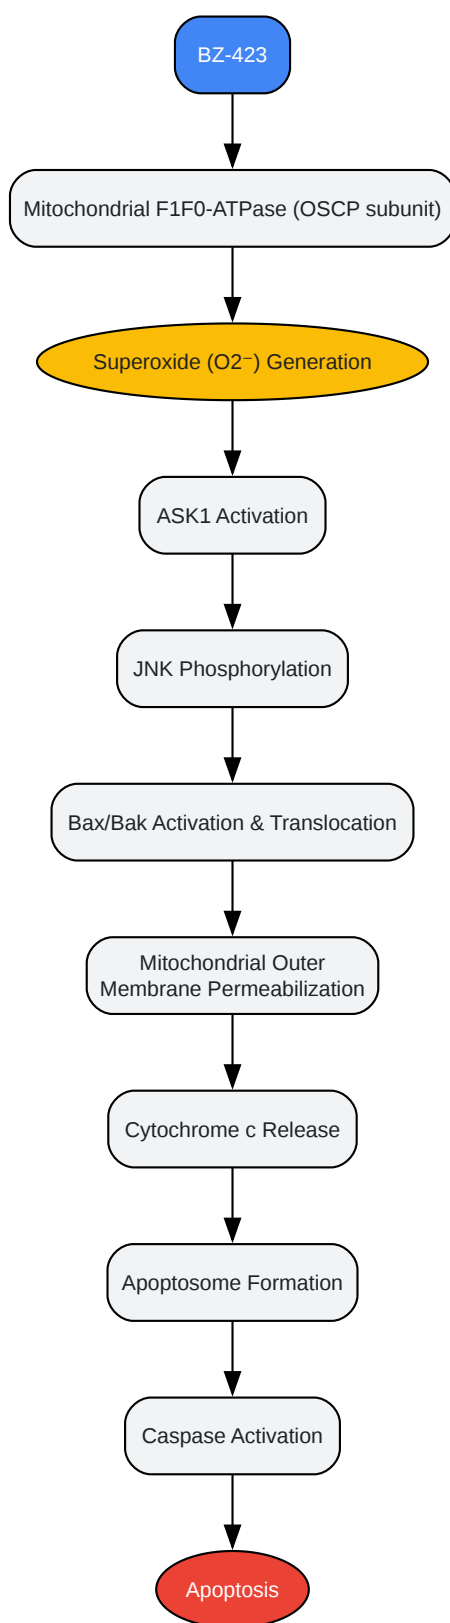 BZ-423
Mitochondrial F1F0-ATPase (OSCP subunit)
Superoxide (O2⁻) Generation
ASK1 Activation
JNK Phosphorylation
Bax/Bak Activation & Translocation
Mitochondrial Outer
Membrane Permeabilization
Cytochrome c Release
Apoptosome Formation
Caspase Activation
Apoptosis